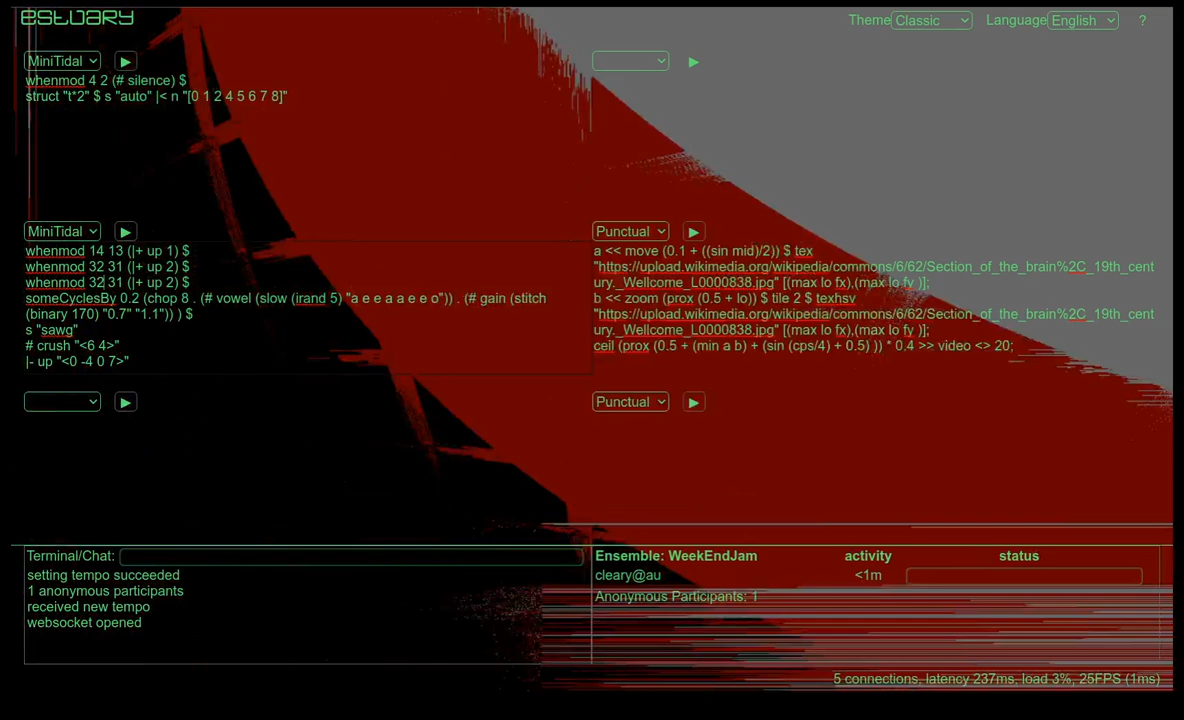 estuary
Theme Classic Language English ?
MiniTidal
whenmod 4 2 (# silence) $
struct "t*2" $ s "auto" |< n "[0 1 2 4 5 6 7 8]"
MiniTidal
whenmod 14 13 (|+ up 1) $
whenmod 32 31 (|+ up 2) $
whenmod 32 31 (|+ up 2) $
someCyclesBy 0.2 (chop 8 . (# vowel (slow (irand 5) "a e e a a e e o")) . (# gain (stitch
(binary 170) "0.7" "1.1")) ) $
s "sawg"
# crush "<6 4>"
|- up "<0 -4 0 7>"
Punctual
a << move (0.1 + ((sin mid)/2)) $ tex
"https://upload.wikimedia.org/wikipedia/commons/6/62/Section_of_the_brain%2C_19th_cent
ury._Wellcome_L0000838.jpg" [(max lo fx),(max lo fy )];
b << zoom (prox (0.5 + lo)) $ tile 2 $ texhsv
"https://upload.wikimedia.org/wikipedia/commons/6/62/Section_of_the_brain%2C_19th_cent
ury._Wellcome_L0000838.jpg" [(max lo fx),(max lo fy )];
ceil (prox (0.5 + (min a b) + (sin (cps/4) + 0.5) )) * 0.4 >> video <> 20;
Punctual
Terminal/Chat:
setting tempo succeeded
1 anonymous participants
received new tempo
websocket opened
Ensemble: WeekEndJam activity status
cleary@au <1m
Anonymous Participants: 1
5 connections, latency 237ms, load 3%, 25FPS (1ms)